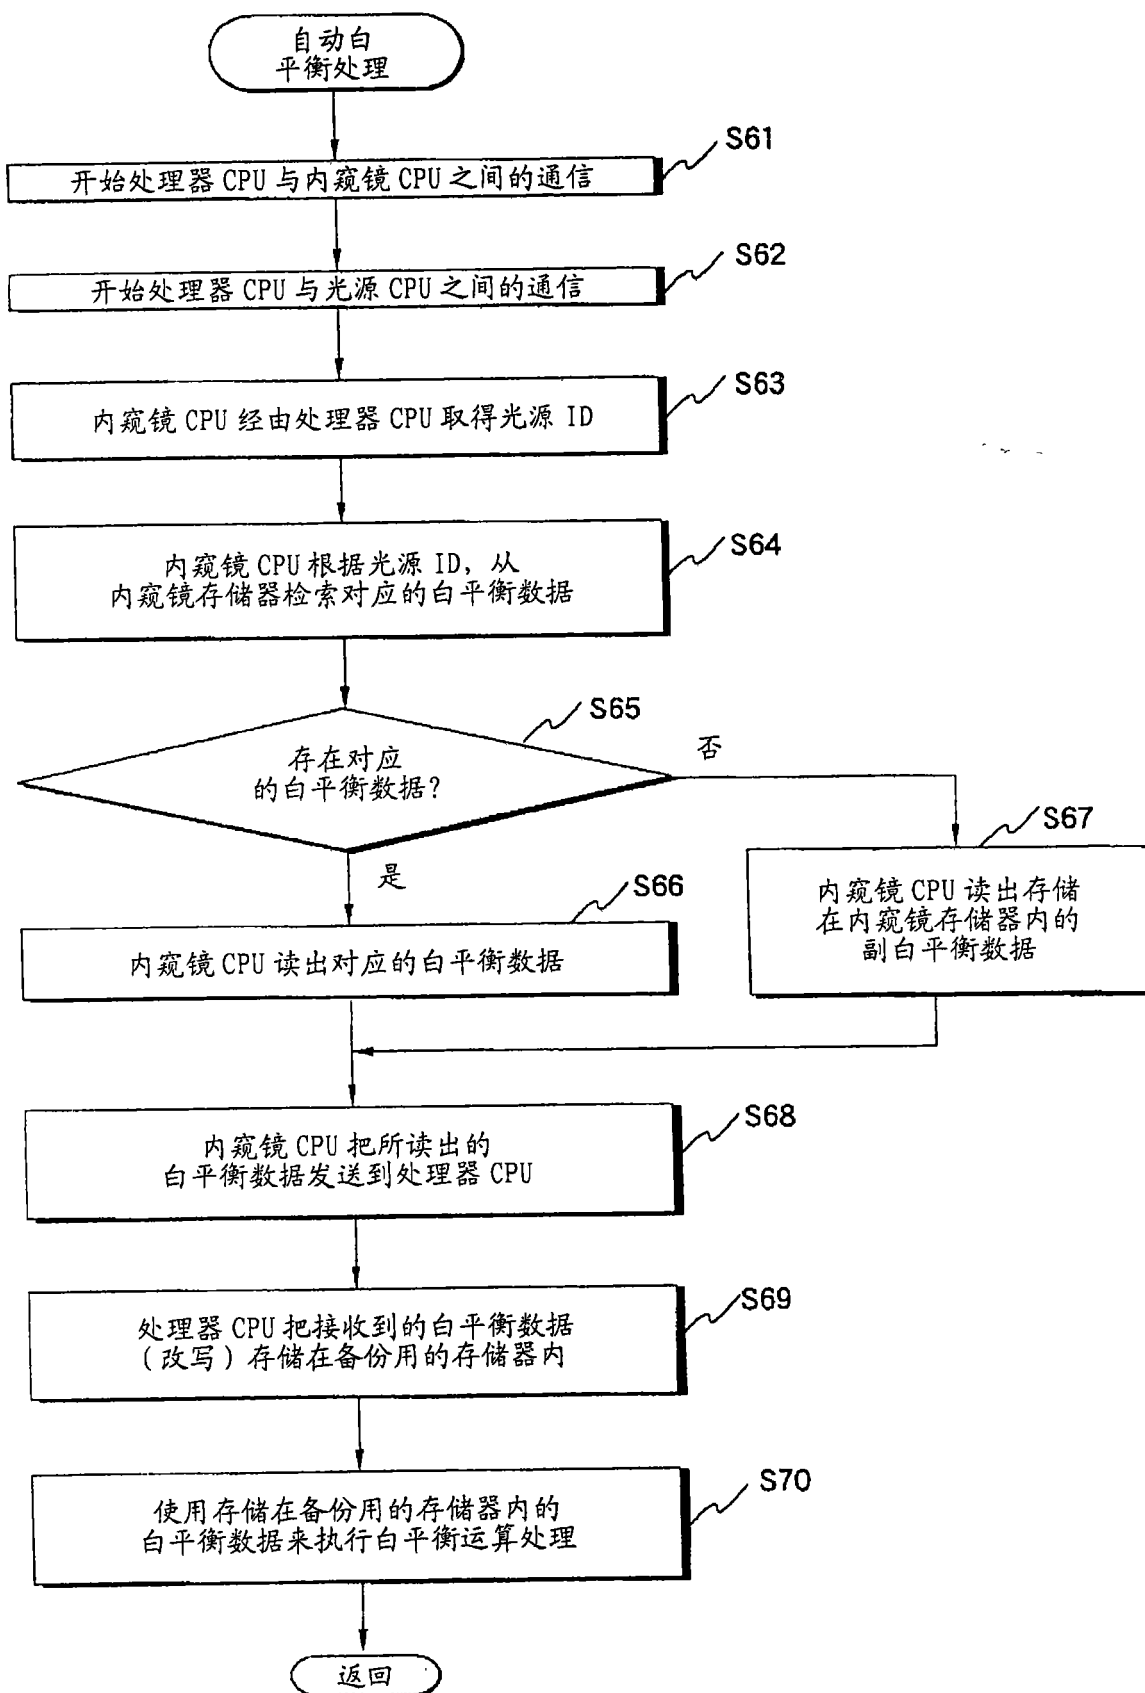 自动白
平衡处理
S61
开始处理器 CPU 与内窥镜 CPU 之间的通信
S62
开始处理器 CPU 与光源 CPU 之间的通信
S63
内窥镜 CPU 经由处理器 CPU 取得光源 ID
S64
内窥镜 CPU 根据光源 ID, 从
内窥镜存储器检索对应的白平衡数据
S65
存在对应
的白平衡数据?
否
是
S67
内窥镜 CPU 读出存储
在内窥镜存储器内的
副白平衡数据
S66
内窥镜 CPU 读出对应的白平衡数据
S68
内窥镜 CPU 把所读出的
白平衡数据发送到处理器 CPU
S69
处理器 CPU 把接收到的白平衡数据
(改写) 存储在备份用的存储器内
S70
使用存储在备份用的存储器内的
白平衡数据来执行白平衡运算处理
返回